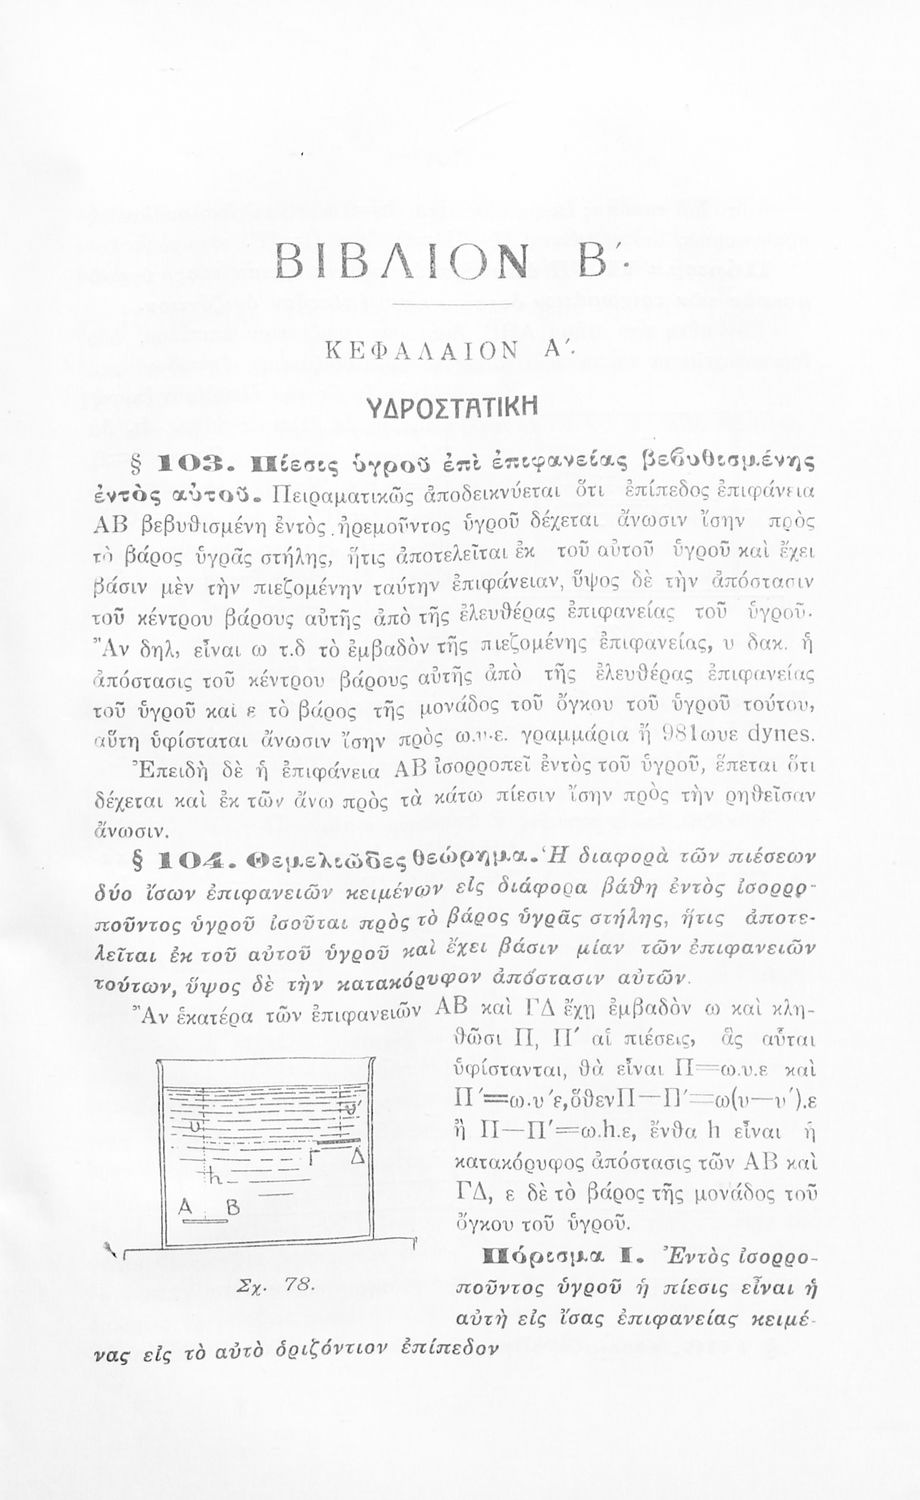 ΒΙΒΛΙΟΝ Β΄.
ΚΕΦΑΛΑΙΟΝ Α΄.
ΥΔΡΟΣΤΑΤΙΚΗ
§ 103. Πίεσις ὑγροῦ ἐπὶ ἐπιφανείας βεβυθισμένης
ἐντὸς αὐτοῦ. Πειραματικῶς ἀποδεικνύεται ὅτι ἐπίπεδος ἐπιφάνεια
ΑΒ βεβυθισμένη ἐντὸς ἠρεμοῦντος ὑγροῦ δέχεται ἄνωσιν ἴσην πρὸς
τὸ βάρος ὑγρᾶς στήλης, ἥτις ἀποτελεῖται ἐκ τοῦ αὐτοῦ ὑγροῦ καὶ ἔχει
βάσιν μὲν τὴν πιεζομένην ταύτην ἐπιφάνειαν, ὕψος δὲ τὴν ἀπόστασιν
τοῦ κέντρου βάρους αὐτῆς ἀπὸ τῆς ἐλευθέρας ἐπιφανείας τοῦ ὑγροῦ.
Ἂν δηλ, εἶναι ω τ.δ τὸ ἐμβαδὸν τῆς πιεζομένης ἐπιφανείας, υ δακ. ἡ
ἀπόστασις τοῦ κέντρου βάρους αὐτῆς ἀπὸ τῆς ἐλευθέρας ἐπιφανείας
τοῦ ὑγροῦ καὶ ε τὸ βάρος τῆς μονάδος τοῦ ὄγκου τοῦ ὑγροῦ τούτου,
αὕτη ὑφίσταται ἄνωσιν ἴσην πρὸς ω.υ.ε. γραμμάρια ἢ 981ωυε dynes.
Ἐπειδὴ δὲ ἡ ἐπιφάνεια ΑΒ ἰσορροπεῖ ἐντὸς τοῦ ὑγροῦ, ἕπεται ὅτι
δέχεται καὶ ἐκ τῶν ἄνω πρὸς τὰ κάτω πίεσιν ἴσην πρὸς τὴν ρηθεῖσαν
ἄνωσιν.
§ 104. Θεμελιῶδες θεώρημα. Ἡ διαφορὰ τῶν πιέσεων
δύο ἴσων ἐπιφανειῶν κειμένων εἰς διάφορα βάθη ἐντὸς ἰσορρρ-
ποῦντος ὑγροῦ ἰσοῦται πρὸς τὸ βάρος ὑγρᾶς στήλης, ἥτις ἀποτε-
λεῖται ἐκ τοῦ αὐτοῦ ὑγροῦ καὶ ἔχει βάσιν μίαν τῶν ἐπιφανειῶν
τούτων, ὕψος δὲ τὴν κατακόρυφον ἀπόστασιν αὐτῶν.
Ἂν ἑκατέρα τῶν ἐπιφανειῶν ΑΒ καὶ ΓΔ ἔχῃ ἐμβαδὸν ω καὶ κλη-
θῶσι Π, Π΄ αἱ πιέσεις, ἃς αὗται
ὑφίστανται, θὰ εἶναι Π=ω.υ.ε καὶ
Π΄=ω.υ΄ε, ὅθεν Π—Π΄=ω(υ—υ΄).ε
ἢ Π—Π΄=ω.h.ε, ἔνθα h εἶναι ἡ
κατακόρυφος ἀπόστασις τῶν ΑΒ καὶ
ΓΔ, ε δὲ τὸ βάρος τῆς μονάδος τοῦ
ὄγκου τοῦ ὑγροῦ.
υ΄
υ
Γ Δ
h
Α Β
Σχ. 78.
Πόρισμα I. Ἐντὸς ἰσορρο-
ποῦντος ὑγροῦ ἡ πίεσις εἶναι ἡ
αὐτὴ εἰς ἴσας ἐπιφανείας κειμέ-
νας εἰς τὸ αὐτὸ ὁριζόντιον ἐπίπεδον